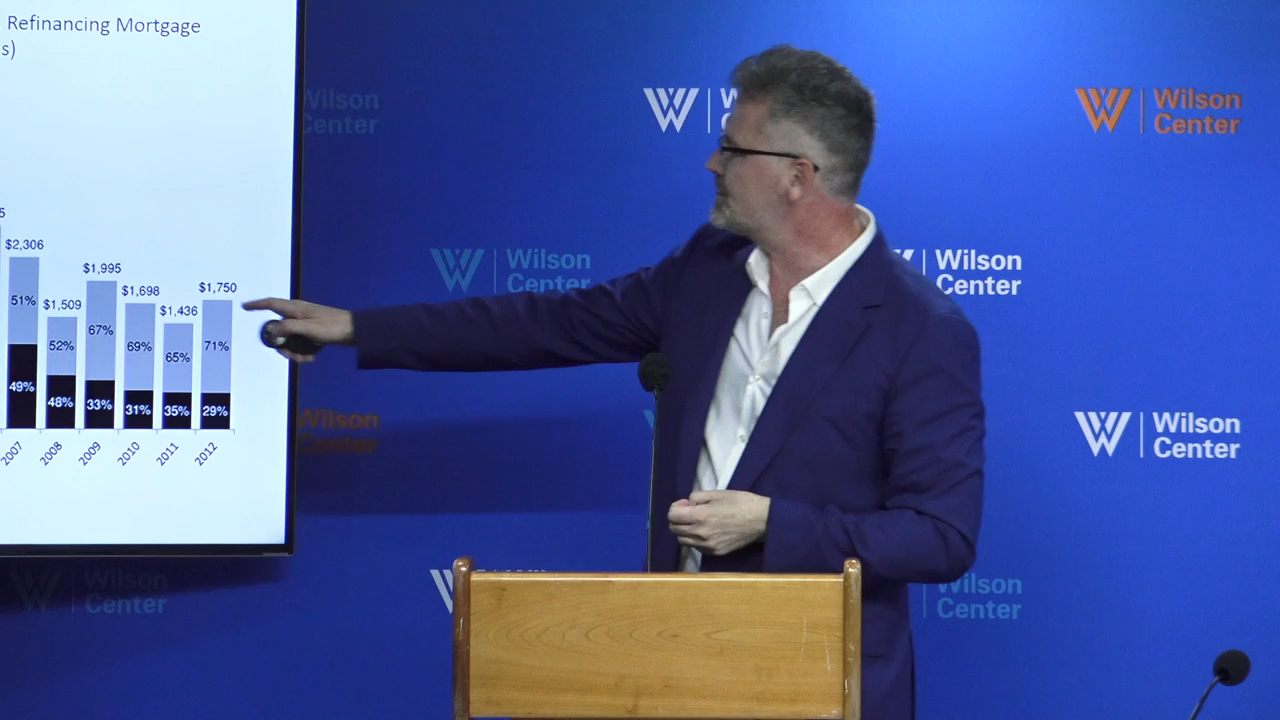 Refinancing Mortgage
s)
5
$2,306
$1,995
$1,509
$1,698
$1,436
$1,750
51%
52%
67%
69%
65%
71%
49%
48%
33%
31%
35%
29%
2007
2008
2009
2010
2011
2012
Wilson
Center
W
Wilson
Center
Wilson
Center
Wilson
Center
Wilson
Center
Wilson
Center
Wilson
Center
Wilson
Center